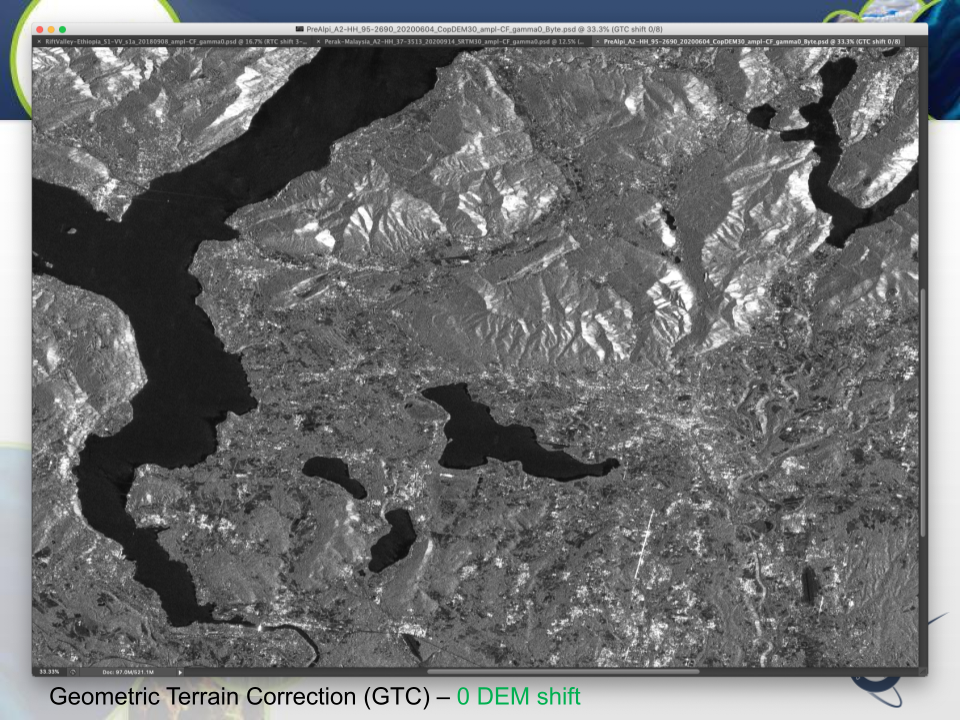 PreAlpi_A2-HH_95-2690_20200604_CopDEM30_ampl-CF_gamma0_Byte.psd @ 33.3% (GTC shift 0/8)
× RiftValley-Ethiopia_S1-VV_s1a_20180908_ampl-CF_gamma0.psd @ 16.7% (RTC shift 3-... × Perak-Malaysia_A2-HH_37-3513_20200914_SRTM30_ampl-CF_gamma0.psd @ 12.5% (... × PreAlpi_A2-HH_95-2690_20200604_CopDEM30_ampl-CF_gamma0_Byte.psd @ 33.3% (GTC shift 0/8)
33.33% Doc: 97.0M/621.1M
Geometric Terrain Correction (GTC) – 0 DEM shift